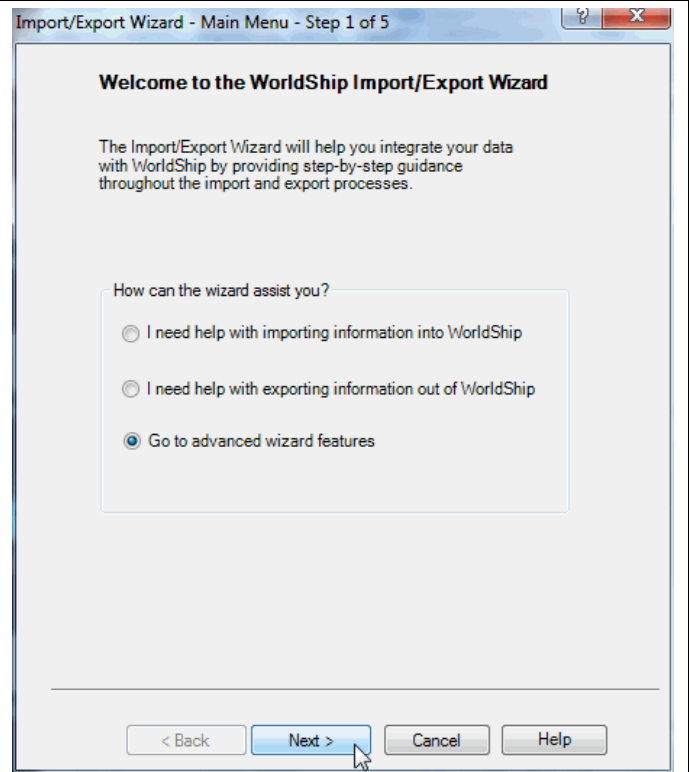 Import/Export Wizard - Main Menu - Step 1 of 5
Welcome to the WorldShip Import/Export Wizard
The Import/Export Wizard will help you integrate your data
with WorldShip by providing step-by-step guidance
throughout the import and export processes.
How can the wizard assist you?
I need help with importing information into WorldShip
I need help with exporting information out of WorldShip
Go to advanced wizard features
< Back Next > Cancel Help